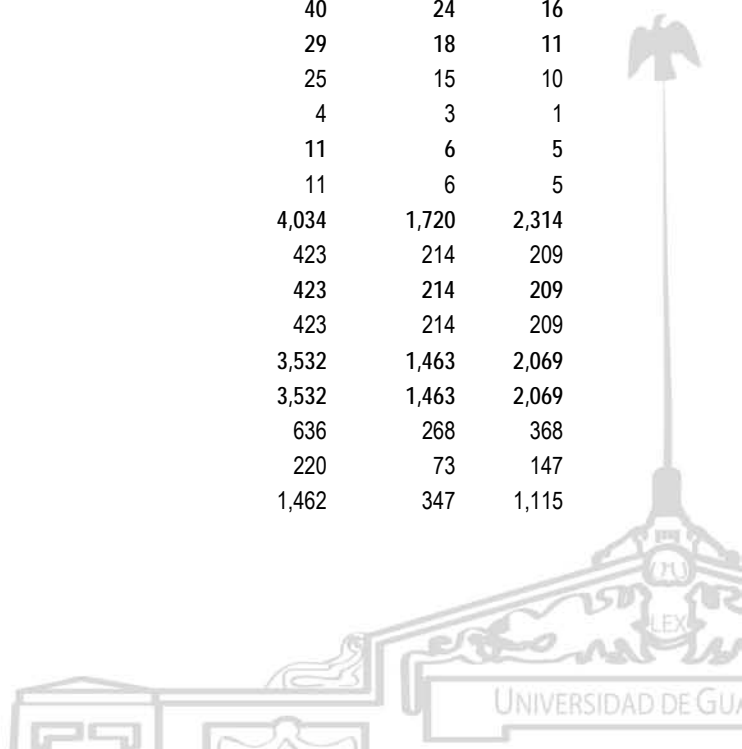 40 24 16
29 18 11
25 15 10
4 3 1
11 6 5
11 6 5
4,034 1,720 2,314
423 214 209
423 214 209
423 214 209
3,532 1,463 2,069
3,532 1,463 2,069
636 268 368
220 73 147
1,462 347 1,115
LEX
UNIVERSIDAD DE GUA